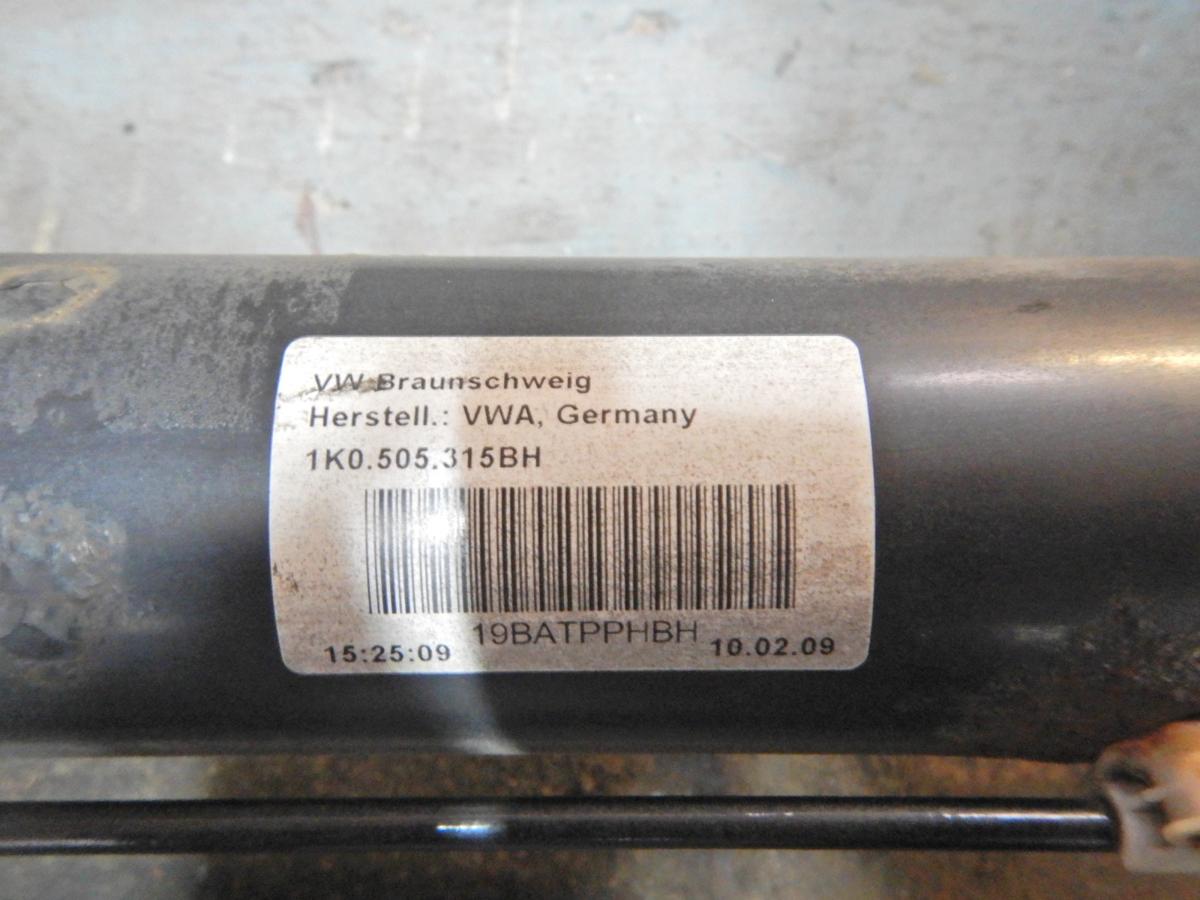 VW Braunschweig
Herstell.: VWA, Germany
1K0.505.315BH
19BATPPHBH
15:25:09 10.02.09